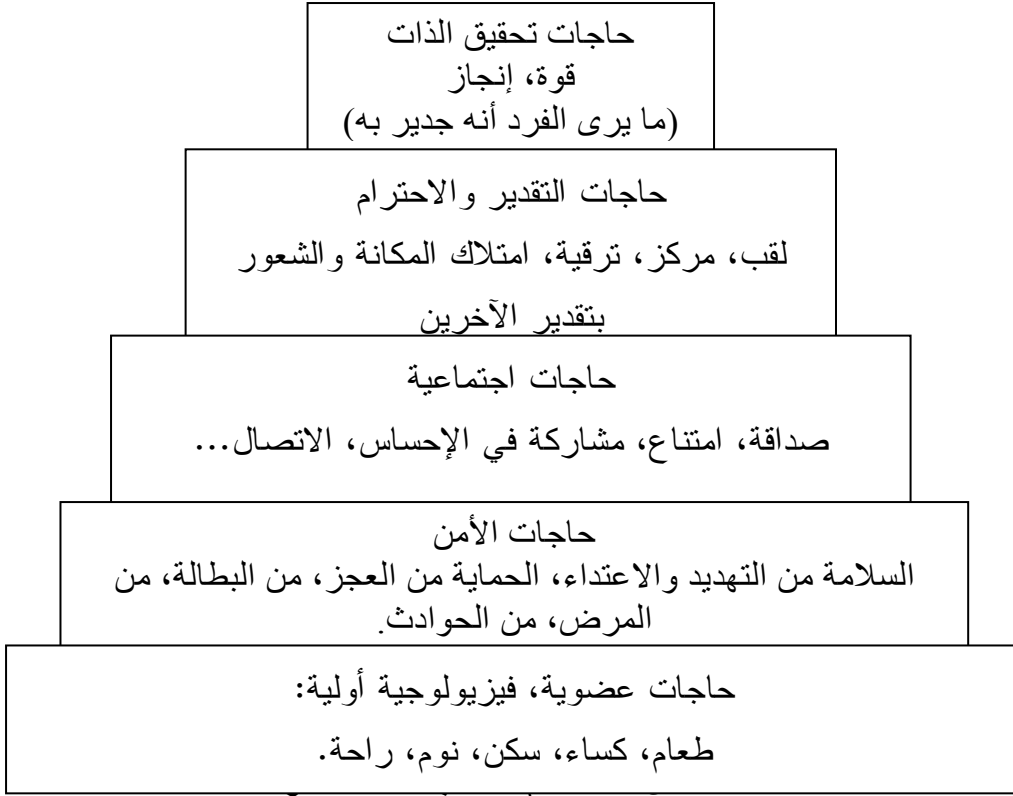 حاجات تحقيق الذات
قوة، إنجاز
(ما يرى الفرد أنه جدير به)
حاجات التقدير والاحترام
لقب، مركز، ترقية، امتلاك المكانة والشعور
بتقدير الآخرين
حاجات اجتماعية
صداقة، امتناع، مشاركة في الإحساس، الاتصال...
حاجات الأمن
السلامة من التهديد والاعتداء، الحماية من العجز، من البطالة، من
المرض، من الحوادث.
حاجات عضوية، فيزيولوجية أولية:
طعام، كساء، سكن، نوم، راحة.